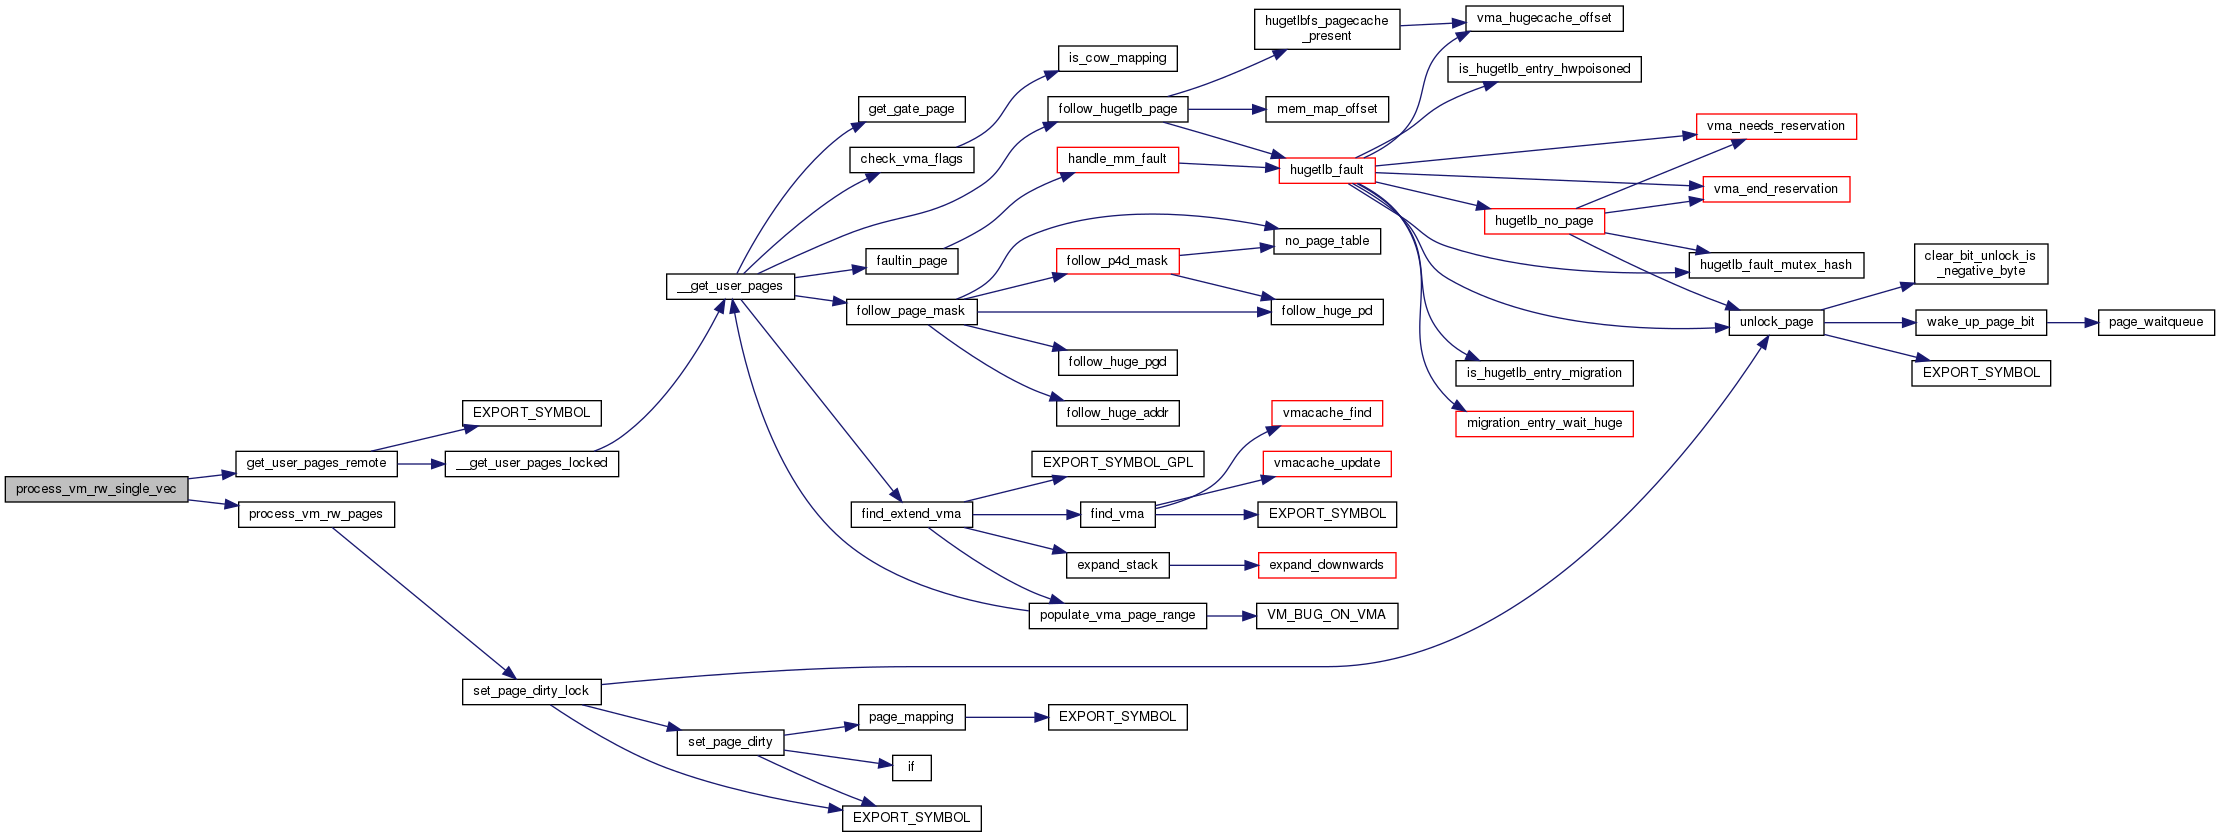 process_vm_rw_single_vec
get_user_pages_remote
process_vm_rw_pages
EXPORT_SYMBOL
__get_user_pages_locked
set_page_dirty_lock
__get_user_pages
set_page_dirty
get_gate_page
check_vma_flags
faultin_page
follow_page_mask
find_extend_vma
page_mapping
if
EXPORT_SYMBOL
is_cow_mapping
follow_hugetlb_page
handle_mm_fault
follow_p4d_mask
follow_huge_pgd
follow_huge_addr
EXPORT_SYMBOL_GPL
find_vma
expand_stack
populate_vma_page_range
EXPORT_SYMBOL
hugetlbfs_pagecache
_present
mem_map_offset
hugetlb_fault
no_page_table
follow_huge_pd
vmacache_find
vmacache_update
EXPORT_SYMBOL
expand_downwards
VM_BUG_ON_VMA
vma_hugecache_offset
is_hugetlb_entry_hwpoisoned
hugetlb_no_page
is_hugetlb_entry_migration
migration_entry_wait_huge
vma_needs_reservation
vma_end_reservation
hugetlb_fault_mutex_hash
unlock_page
clear_bit_unlock_is
_negative_byte
wake_up_page_bit
EXPORT_SYMBOL
page_waitqueue